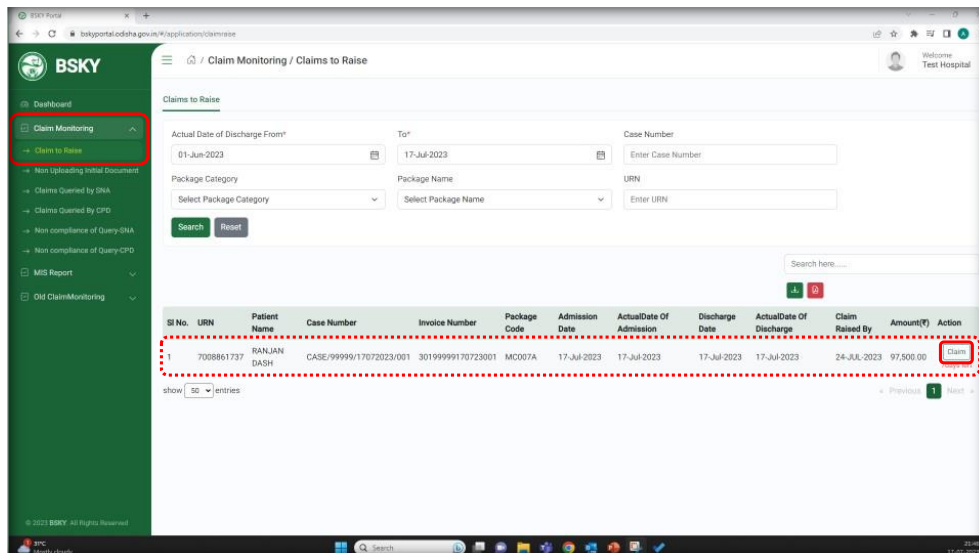 BSKY Portal
bskyportal.odisha.gov.in/#/application/claimraise
BSKY
/ Claim Monitoring / Claims to Raise
Welcome
Test Hospital
Dashboard
Claim Monitoring
→ Claim to Raise
→ Non Uploading Initial Document
→ Claims Queried by SNA
→ Claims Queried By CPD
→ Non compliance of Query-SNA
→ Non compliance of Query-CPD
MIS Report
Old ClaimMonitoring
Claims to Raise
Actual Date of Discharge From* To* Case Number
01-Jun-2023 17-Jul-2023 Enter Case Number
Package Category Package Name URN
Select Package Category Select Package Name Enter URN
Search Reset
Search here.....
Sl No. URN Patient Name Case Number Invoice Number Package Code Admission Date ActualDate Of Admission Discharge Date ActualDate Of Discharge Claim Raised By Amount(₹) Action
1 7008861737 RANJAN DASH CASE/99999/17072023/001 30199999170723001 MC007A 17-Jul-2023 17-Jul-2023 17-Jul-2023 17-Jul-2023 24-JUL-2023 97,500.00 Claim
show 50 entries
« Previous 1 Next »
© 2023 BSKY. All Rights Reserved
31°C
Mostly cloudy
Search